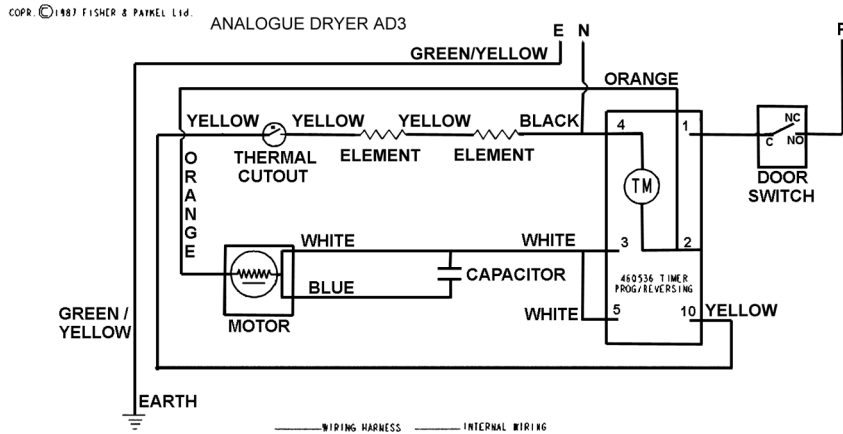 COPR. ©1987 FISHER & PAYKEL Ltd.
ANALOGUE DRYER AD3
E N
P
GREEN/YELLOW
ORANGE
YELLOW YELLOW YELLOW BLACK
4 1
NC
C NO
THERMAL
CUTOUT
ELEMENT ELEMENT
DOOR
SWITCH
ORANGE
TM
WHITE WHITE
3 2
CAPACITOR
460536 TIMER
PROG/REVERSING
BLUE
MOTOR
GREEN /
YELLOW
WHITE
5 10
YELLOW
EARTH
WIRING HARNESS
INTERNAL WIRING